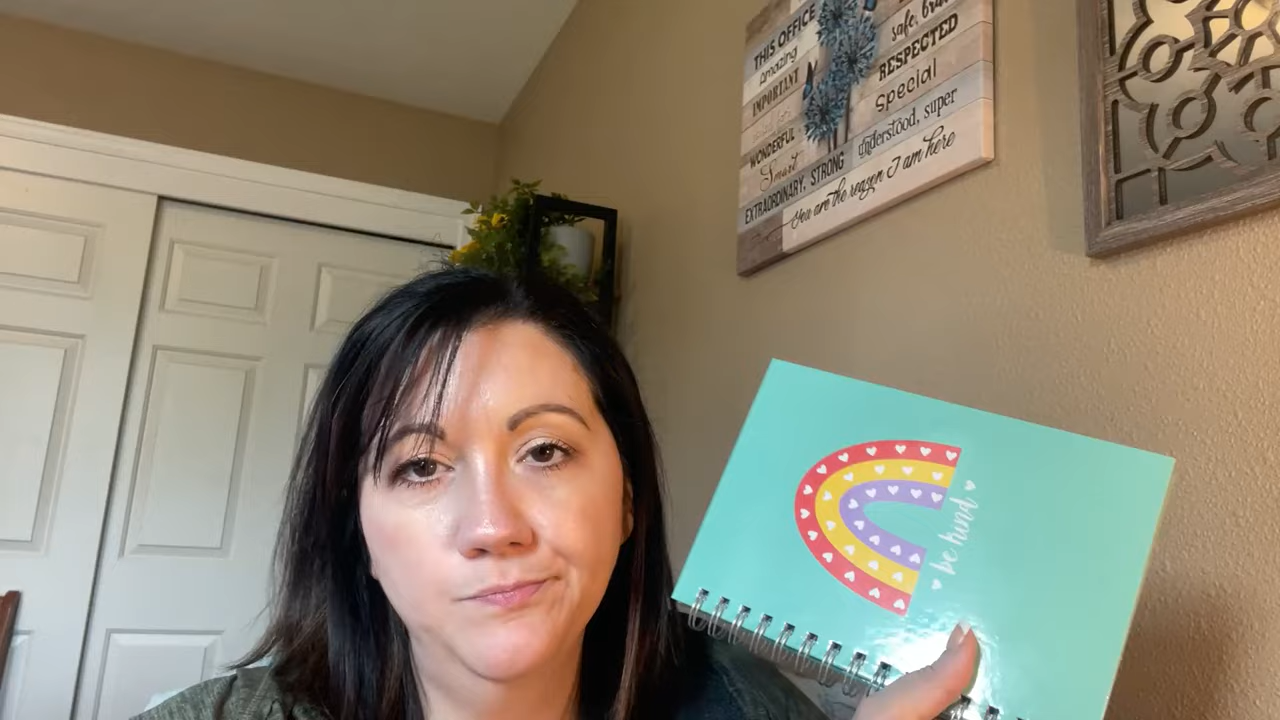 THIS OFFICE
Amazing
IMPORTANT
WONDERFUL
Smart
EXTRAORDINARY, STRONG
safe,
RESPECTED
Special
understood, super
You are the reason I am here
be kind